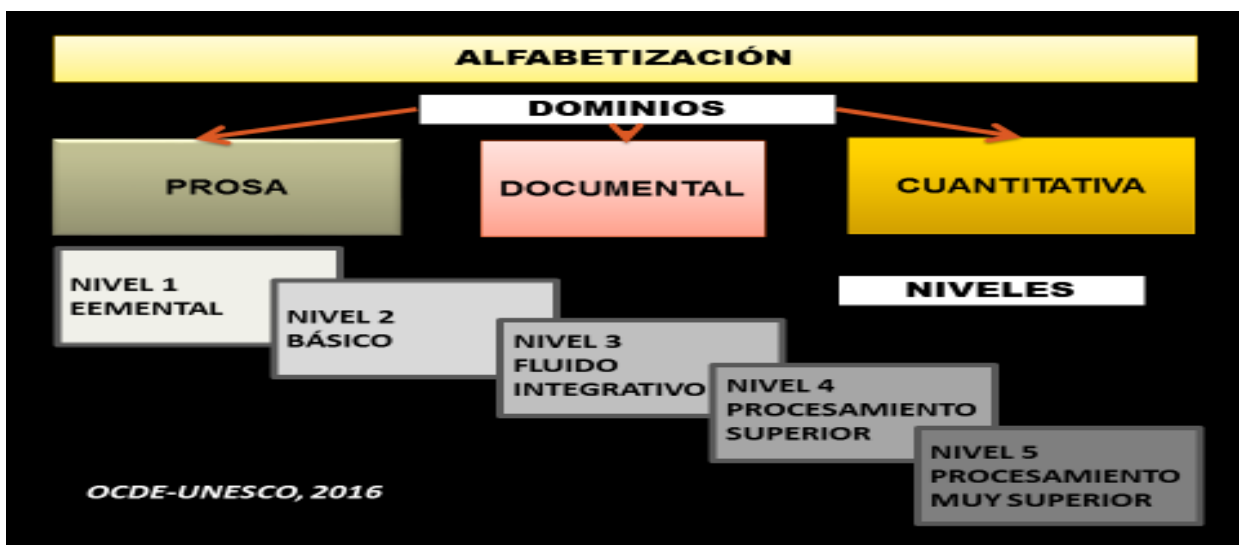 ALFABETIZACIÓN
DOMINIOS
PROSA
DOCUMENTAL
CUANTITATIVA
NIVELES
NIVEL 1
EEMENTAL
NIVEL 2
BÁSICO
NIVEL 3
FLUIDO
INTEGRATIVO
NIVEL 4
PROCESAMIENTO
SUPERIOR
NIVEL 5
PROCESAMIENTO
MUY SUPERIOR
OCDE-UNESCO, 2016